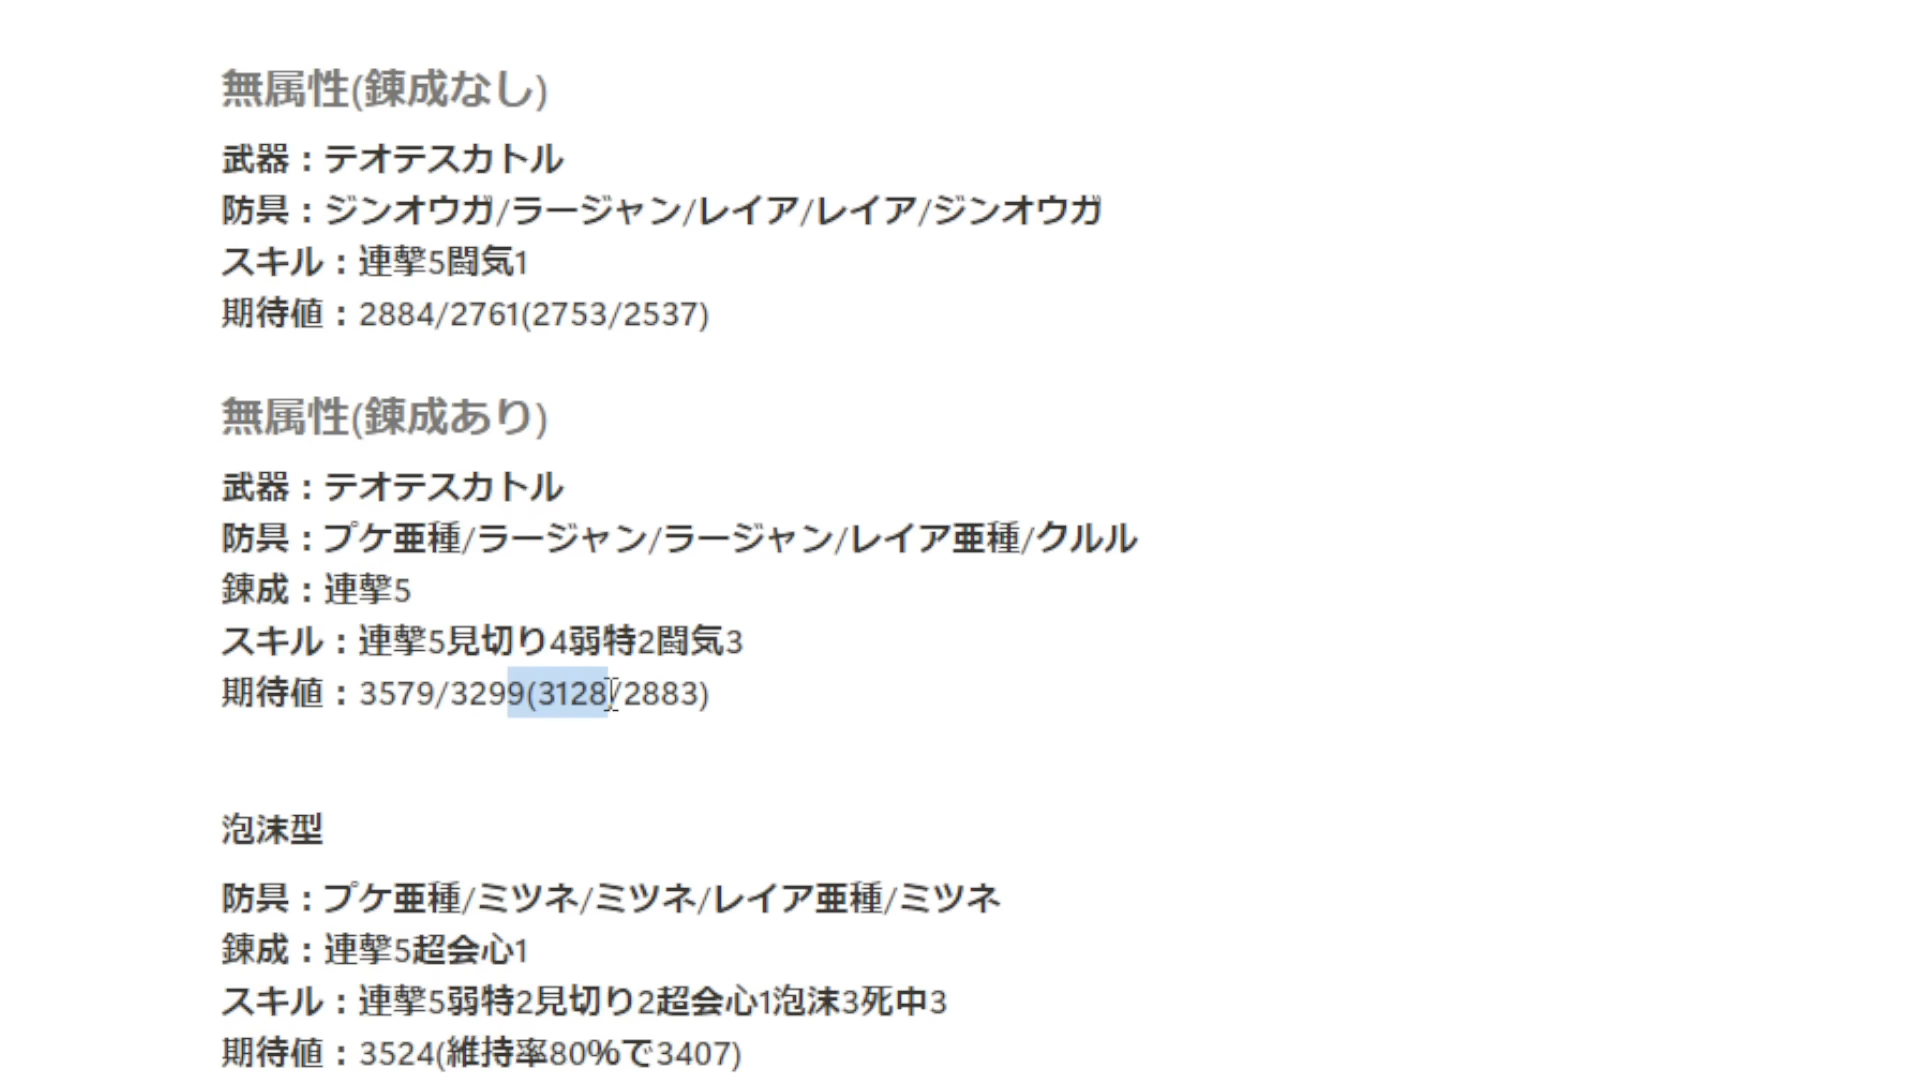 無属性(錬成なし)
武器：テオテスカトル
防具：ジンオウガ/ラージャン/レイア/レイア/ジンオウガ
スキル：連撃5闘気1
期待値：2884/2761(2753/2537)
無属性(錬成あり)
武器：テオテスカトル
防具：プケ亜種/ラージャン/ラージャン/レイア亜種/クルル
錬成：連撃5
スキル：連撃5見切り4弱特2闘気3
期待値：3579/3299(3128/2883)
泡沫型
防具：プケ亜種/ミツネ/ミツネ/レイア亜種/ミツネ
錬成：連撃5超会心1
スキル：連撃5弱特2見切り2超会心1泡沫3死中3
期待値：3524(維持率80%で3407)